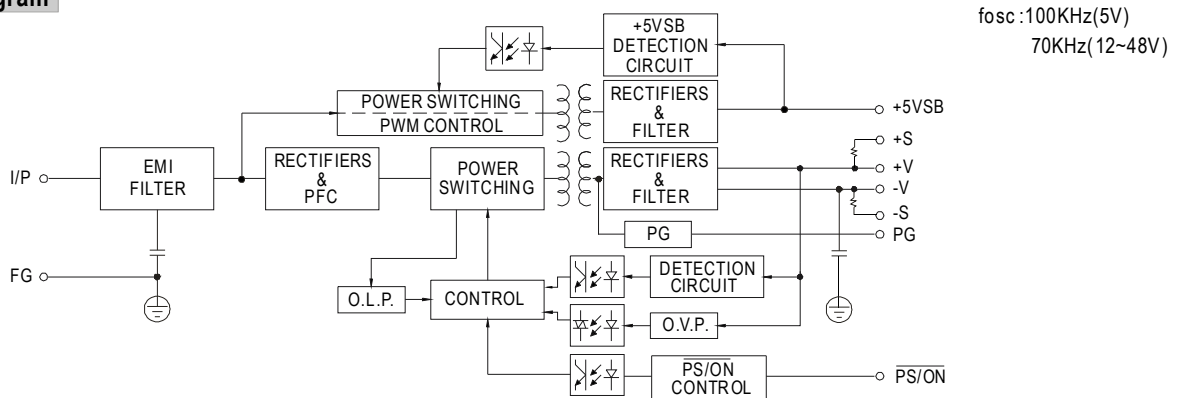 gram
fosc:100KHz(5V)
70KHz(12~48V)
+5VSB
DETECTION
CIRCUIT
POWER SWITCHING
PWM CONTROL
RECTIFIERS
&
FILTER
+5VSB
+S
I/P
EMI
FILTER
RECTIFIERS
&
PFC
POWER
SWITCHING
RECTIFIERS
&
FILTER
+V
-V
-S
PG
PG
FG
O.L.P.
CONTROL
DETECTION
CIRCUIT
O.V.P.
PS/ON
CONTROL
PS/ON